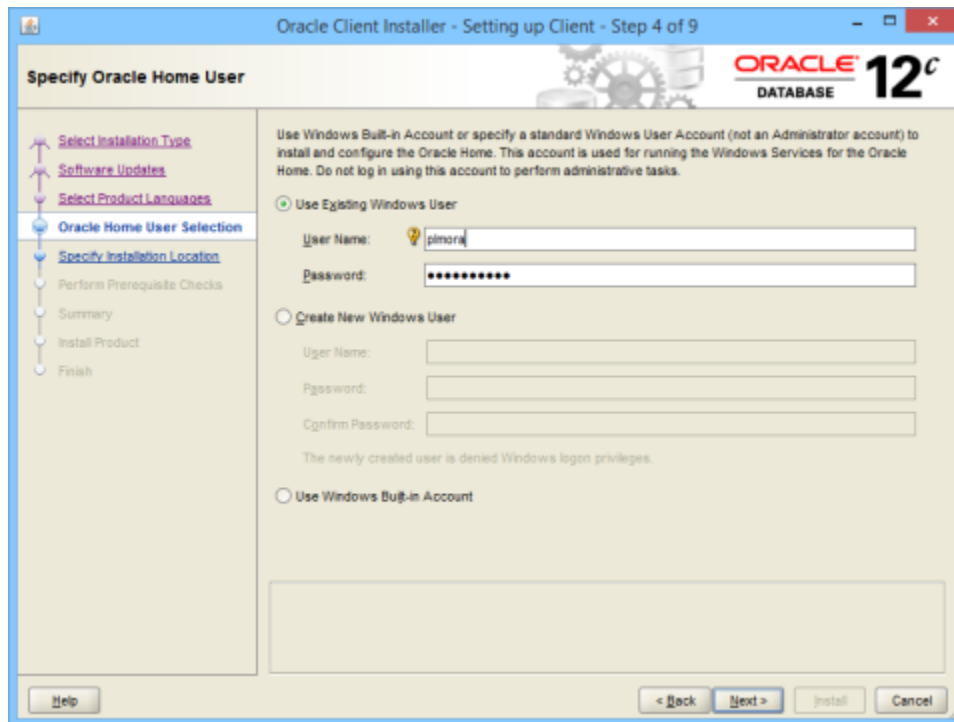 Oracle Client Installer - Setting up Client - Step 4 of 9
Specify Oracle Home User
ORACLE
DATABASE
12c
Select Installation Type
Software Updates
Select Product Languages
Oracle Home User Selection
Specify Installation Location
Perform Prerequisite Checks
Summary
Install Product
Finish
Use Windows Built-in Account or specify a standard Windows User Account (not an Administrator account) to
install and configure the Oracle Home. This account is used for running the Windows Services for the Oracle
Home. Do not log in using this account to perform administrative tasks.
Use Existing Windows User
User Name: plmora
Password: ●●●●●●●●●●
Create New Windows User
User Name:
Password:
Confirm Password:
The newly created user is denied Windows logon privileges.
Use Windows Built-in Account
Help
< Back
Next >
Install
Cancel